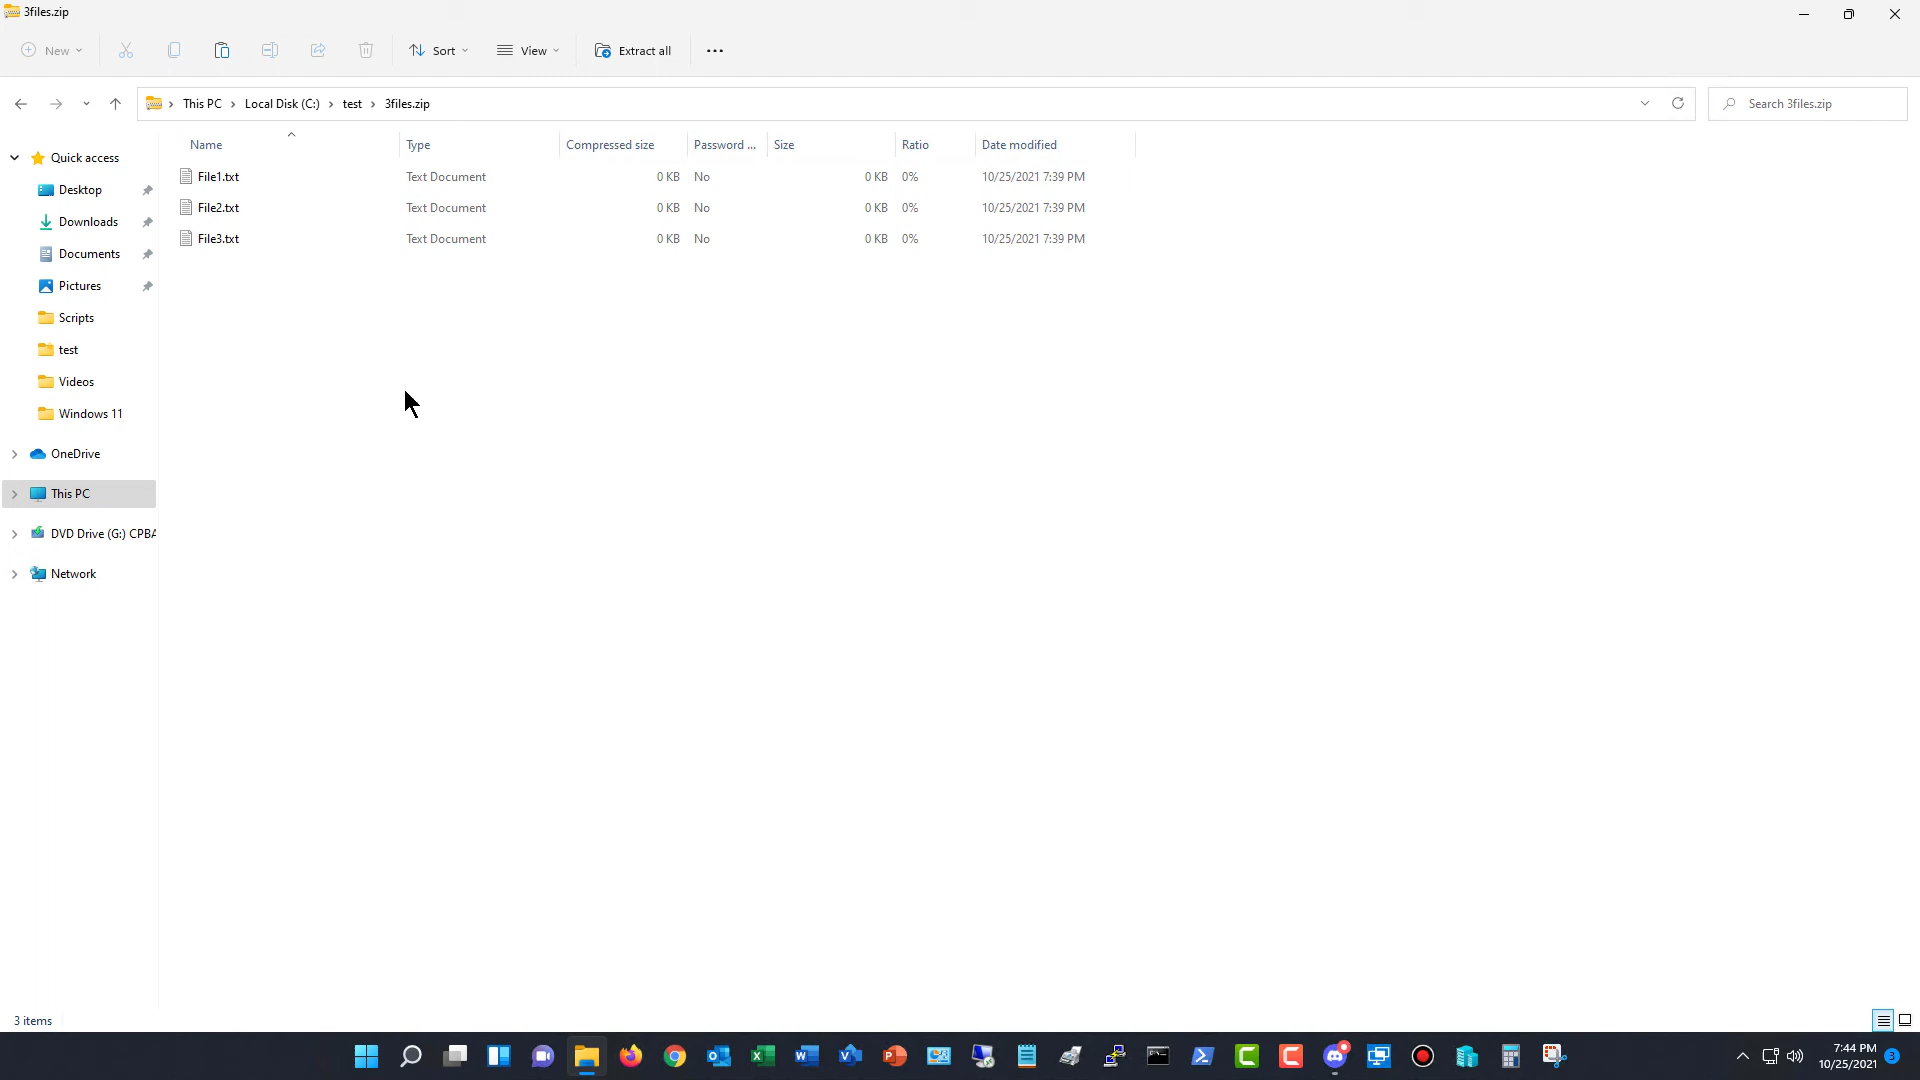 3files.zip
New
Sort
View
Extract all
This PC
Local Disk (C:)
test
3files.zip
Search 3files.zip
Name Type Compressed size Password ... Size Ratio Date modified
File1.txt Text Document 0 KB No 0 KB 0% 10/25/2021 7:39 PM
File2.txt Text Document 0 KB No 0 KB 0% 10/25/2021 7:39 PM
File3.txt Text Document 0 KB No 0 KB 0% 10/25/2021 7:39 PM
Quick access
Desktop
Downloads
Documents
Pictures
Scripts
test
Videos
Windows 11
OneDrive
This PC
DVD Drive (G:) CPBA
Network
3 items
7:44 PM
10/25/2021
3